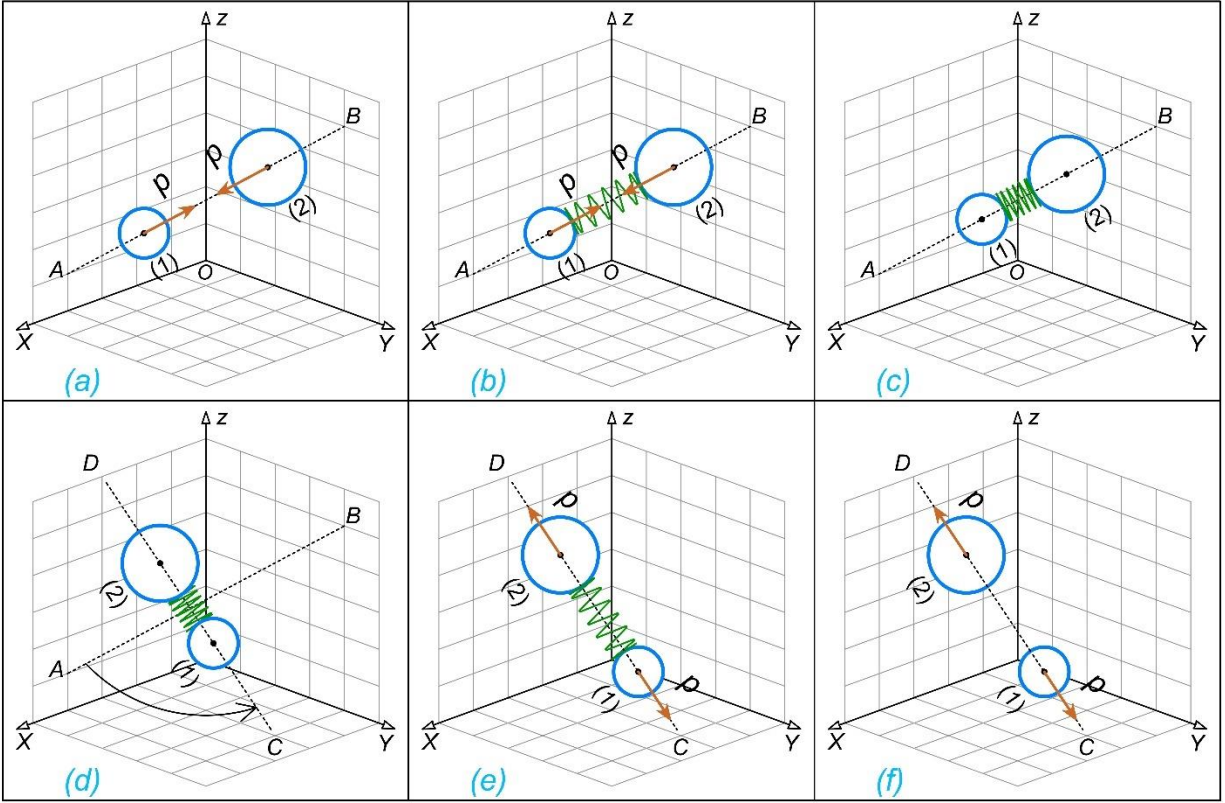 z
B
p
p
(2)
(1)
A
O
X
Y
(a)
z
B
p
p
(2)
(1)
A
O
X
Y
(b)
z
B
(2)
(1)
A
O
X
Y
(c)
z
D
B
(2)
A
(1)
X
C
Y
(d)
z
D
p
(2)
p
(1)
X
C
Y
(e)
z
D
p
(2)
p
(1)
X
C
Y
(f)